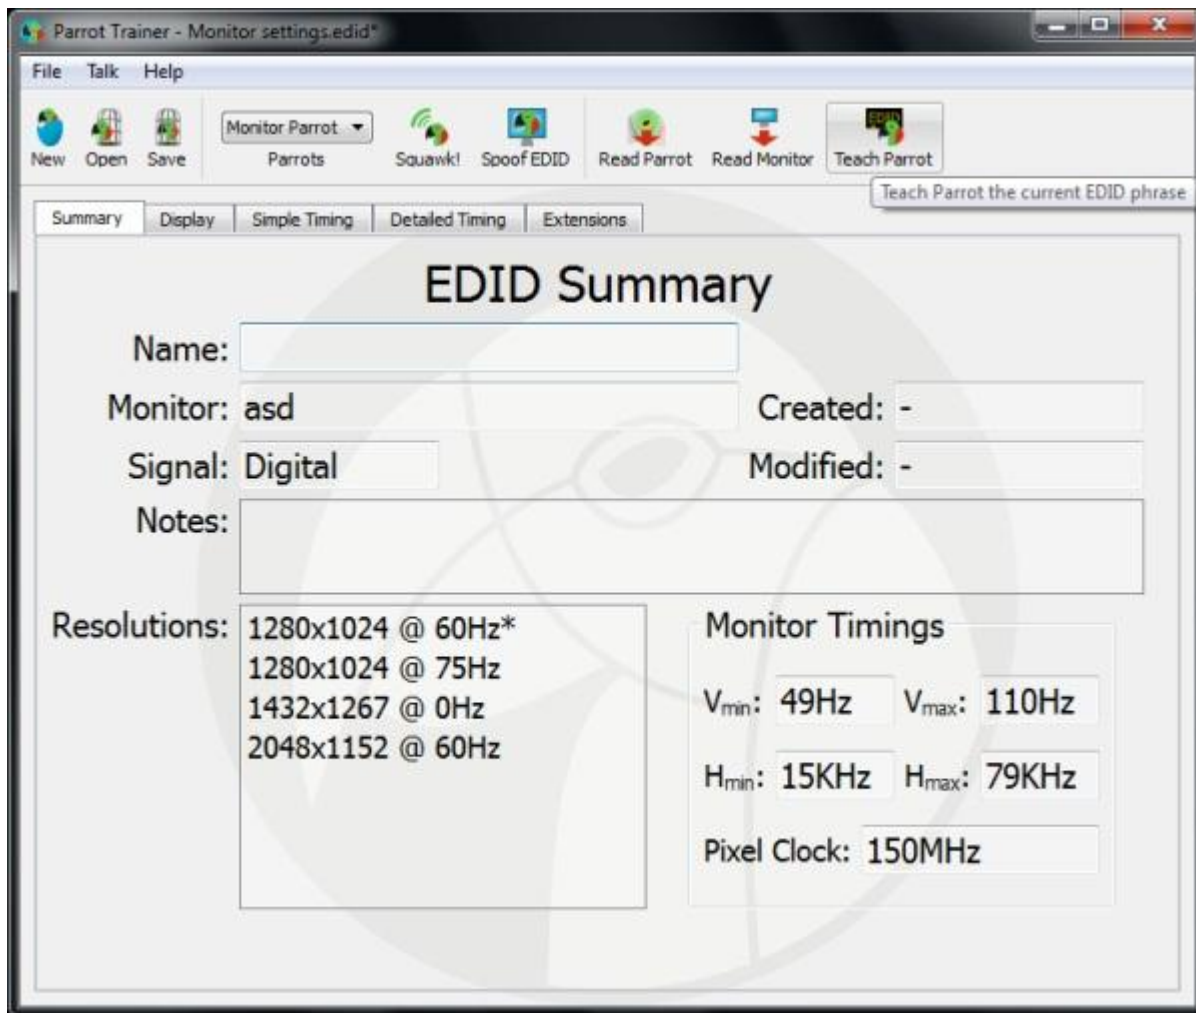 Parrot Trainer - Monitor settings.edid*
File Talk Help
New Open Save Monitor Parrot Parrots Squawk! Spoof EDID Read Parrot Read Monitor EDID Teach Parrot
Teach Parrot the current EDID phrase
Summary Display Simple Timing Detailed Timing Extensions
EDID Summary
Name:
Monitor: asd Created: -
Signal: Digital Modified: -
Notes:
Resolutions: 1280x1024 @ 60Hz*
1280x1024 @ 75Hz
1432x1267 @ 0Hz
2048x1152 @ 60Hz
Monitor Timings
Vmin: 49Hz Vmax: 110Hz
Hmin: 15KHz Hmax: 79KHz
Pixel Clock: 150MHz